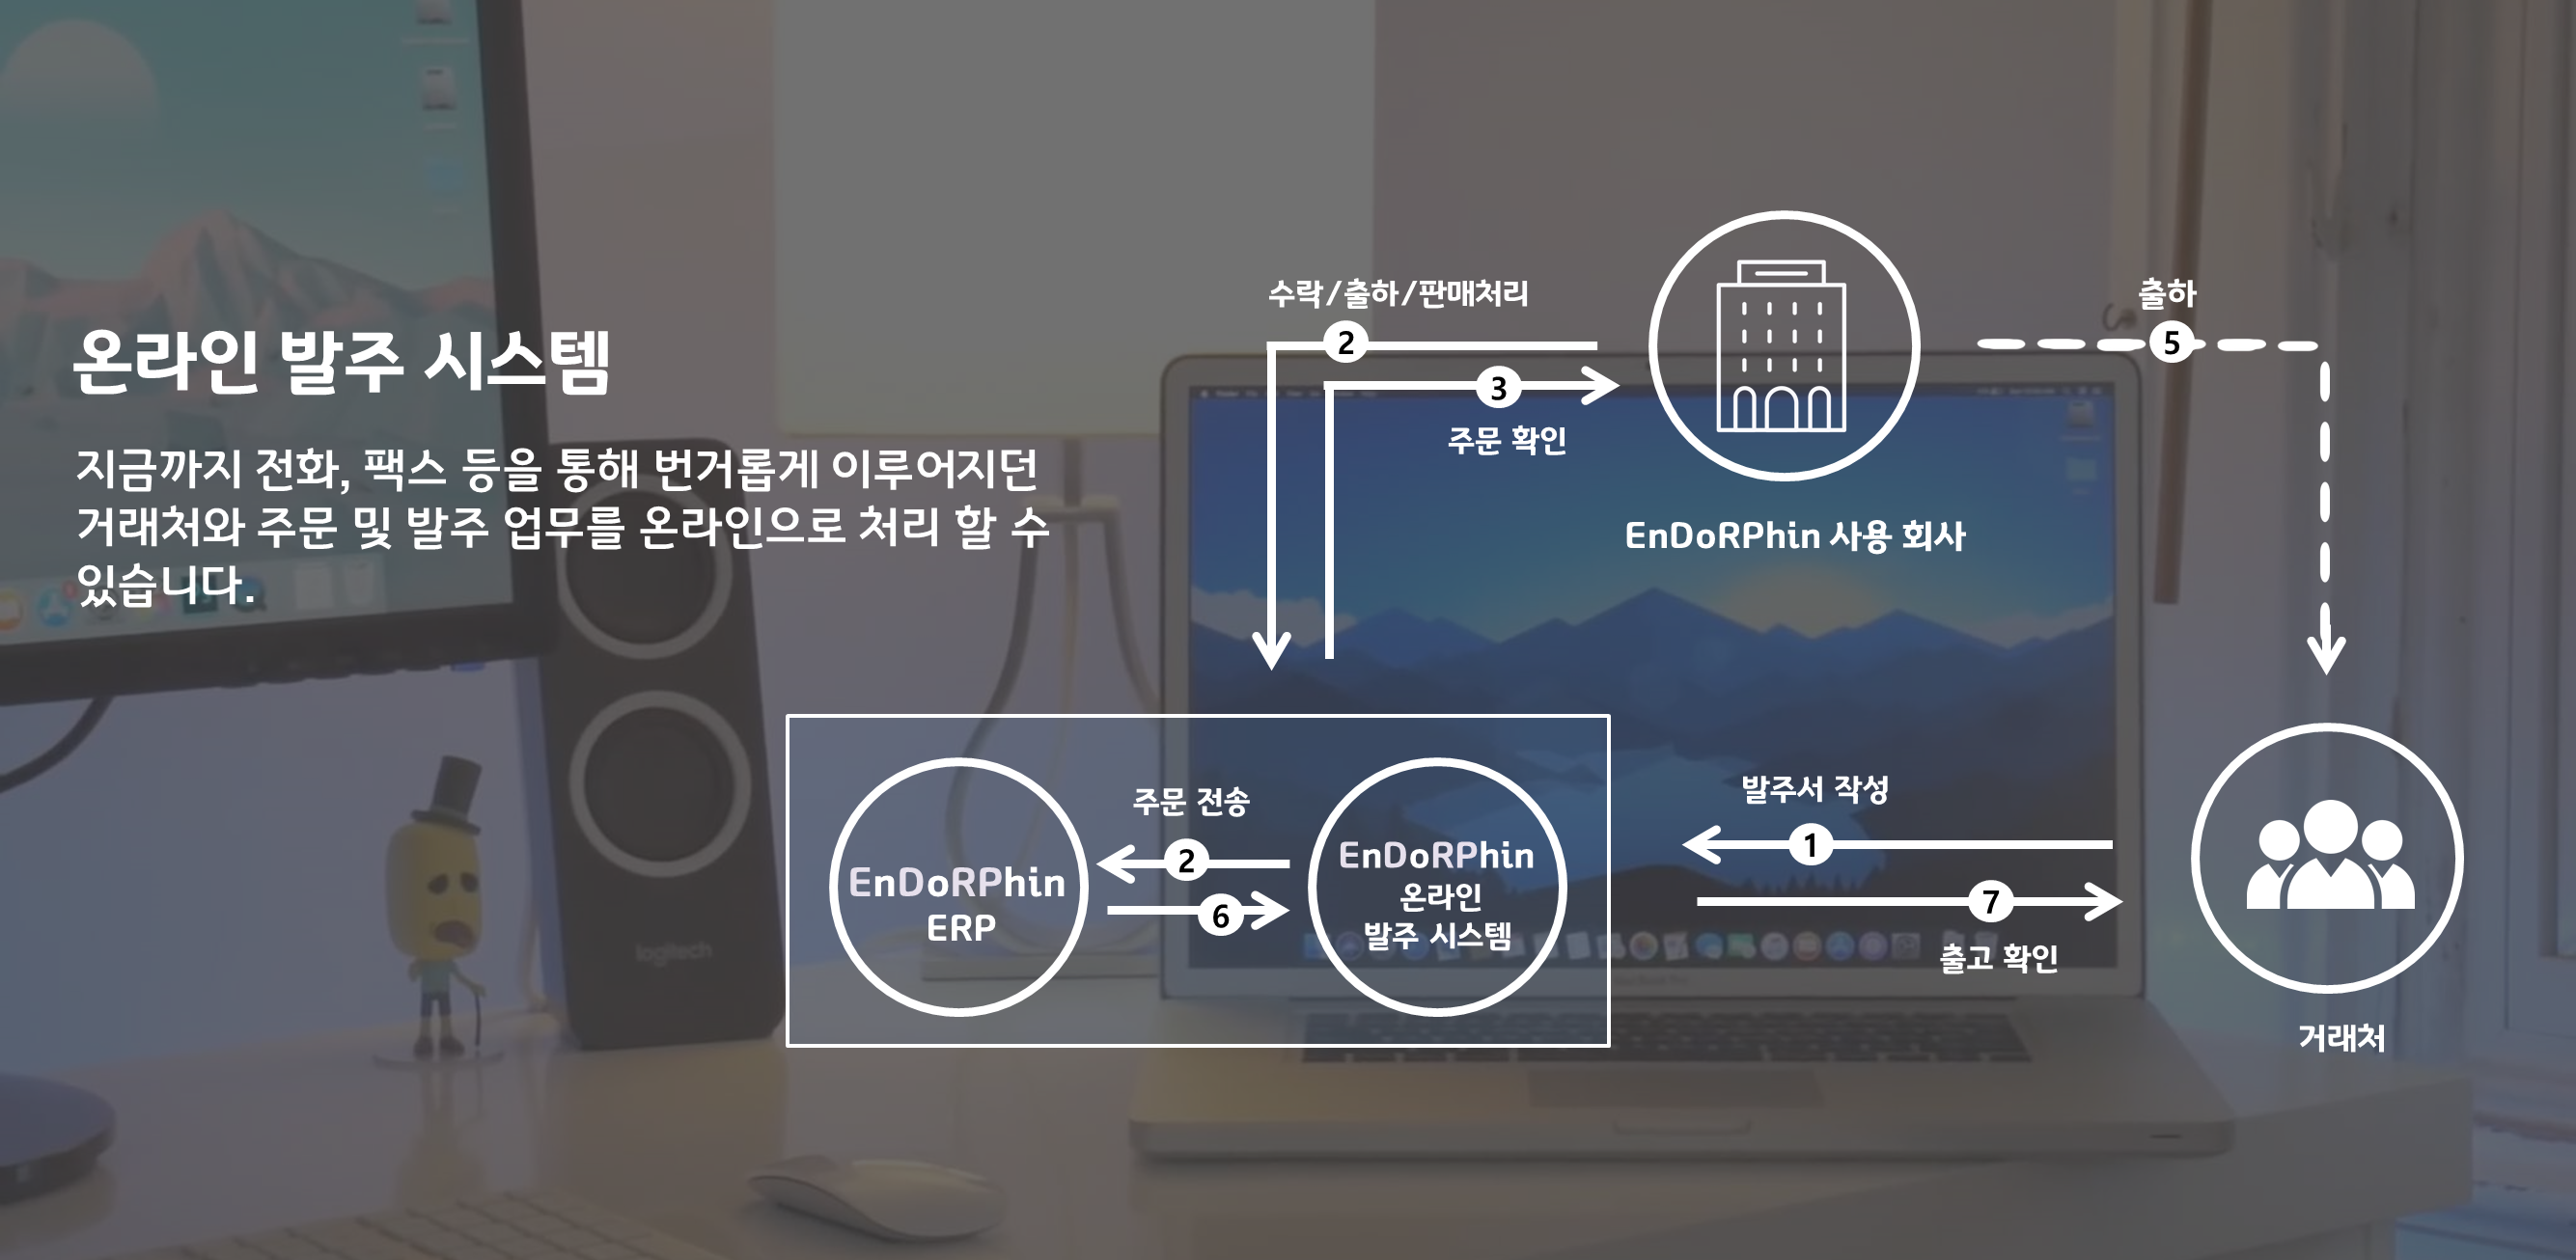 온라인 발주 시스템
지금까지 전화, 팩스 등을 통해 번거롭게 이루어지던
거래처와 주문 및 발주 업무를 온라인으로 처리 할 수
있습니다.
수락/출하/판매처리
2
3
주문 확인
EnDoRPhin 사용 회사
출하
5
주문 전송
2
6
EnDoRPhin
ERP
EnDoRPhin
온라인
발주 시스템
발주서 작성
1
7
출고 확인
거래처
logitech